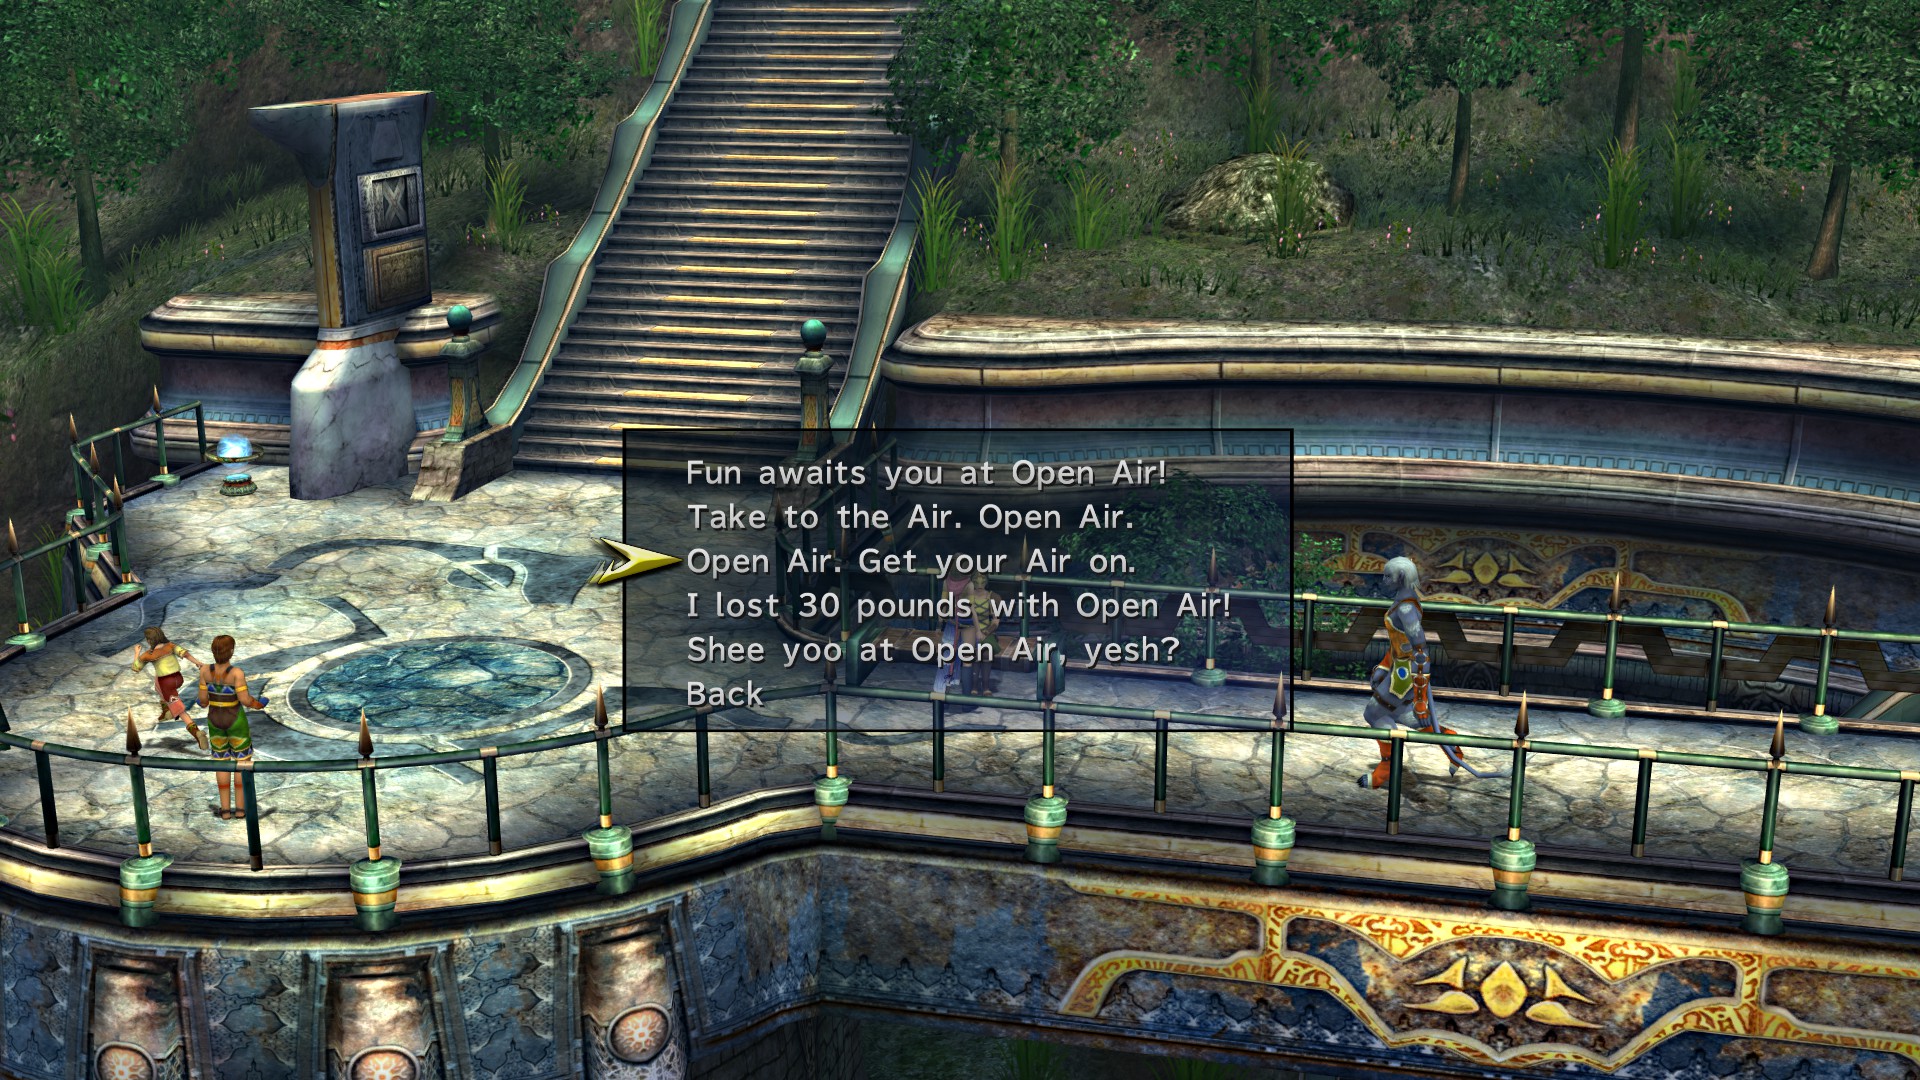 Fun awaits you at Open Air!
Take to the Air. Open Air.
Open Air. Get your Air on.
I lost 30 pounds with Open Air!
Shee yoo at Open Air, yesh?
Back